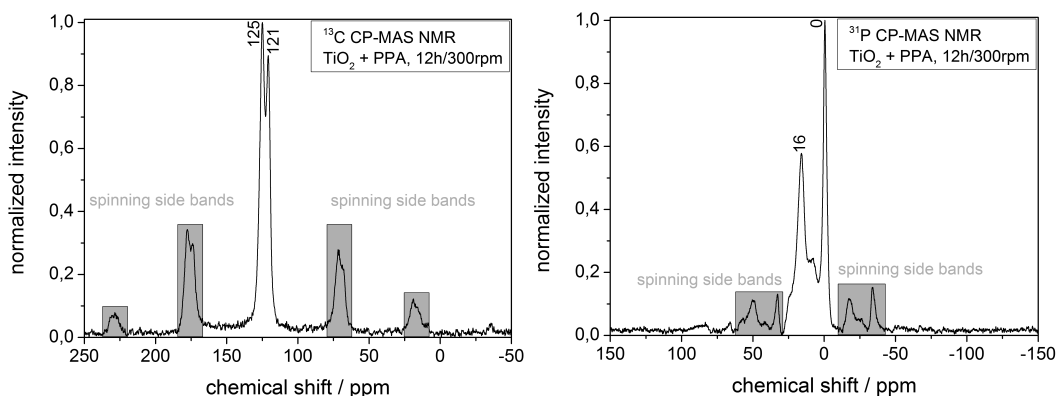 125
121
¹³C CP-MAS NMR
TiO₂ + PPA, 12h/300rpm
spinning side bands
spinning side bands
normalized intensity
1,0
0,8
0,6
0,4
0,2
0,0
250 200 150 100 50 0 -50
chemical shift / ppm
0
16
³¹P CP-MAS NMR
TiO₂ + PPA, 12h/300rpm
spinning side bands
spinning side bands
normalized intensity
1,0
0,8
0,6
0,4
0,2
0,0
150 100 50 0 -50 -100 -150
chemical shift / ppm